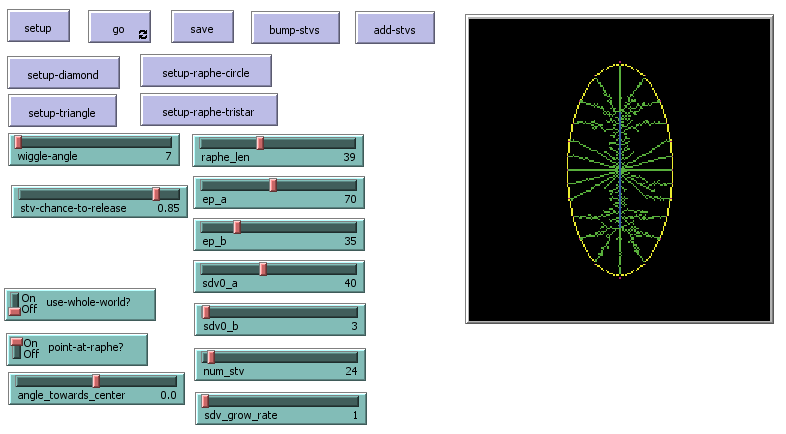 setup
go
save
bump-stvs
add-stvs
setup-diamond
setup-raphe-circle
setup-triangle
setup-raphe-tristar
wiggle-angle 7
raphe_len 39
stv-chance-to-release 0.85
ep_a 70
ep_b 35
sdv0_a 40
On
Off
use-whole-world?
sdv0_b 3
On
Off
point-at-raphe?
num_stv 24
angle_towards_center 0.0
sdv_grow_rate 1